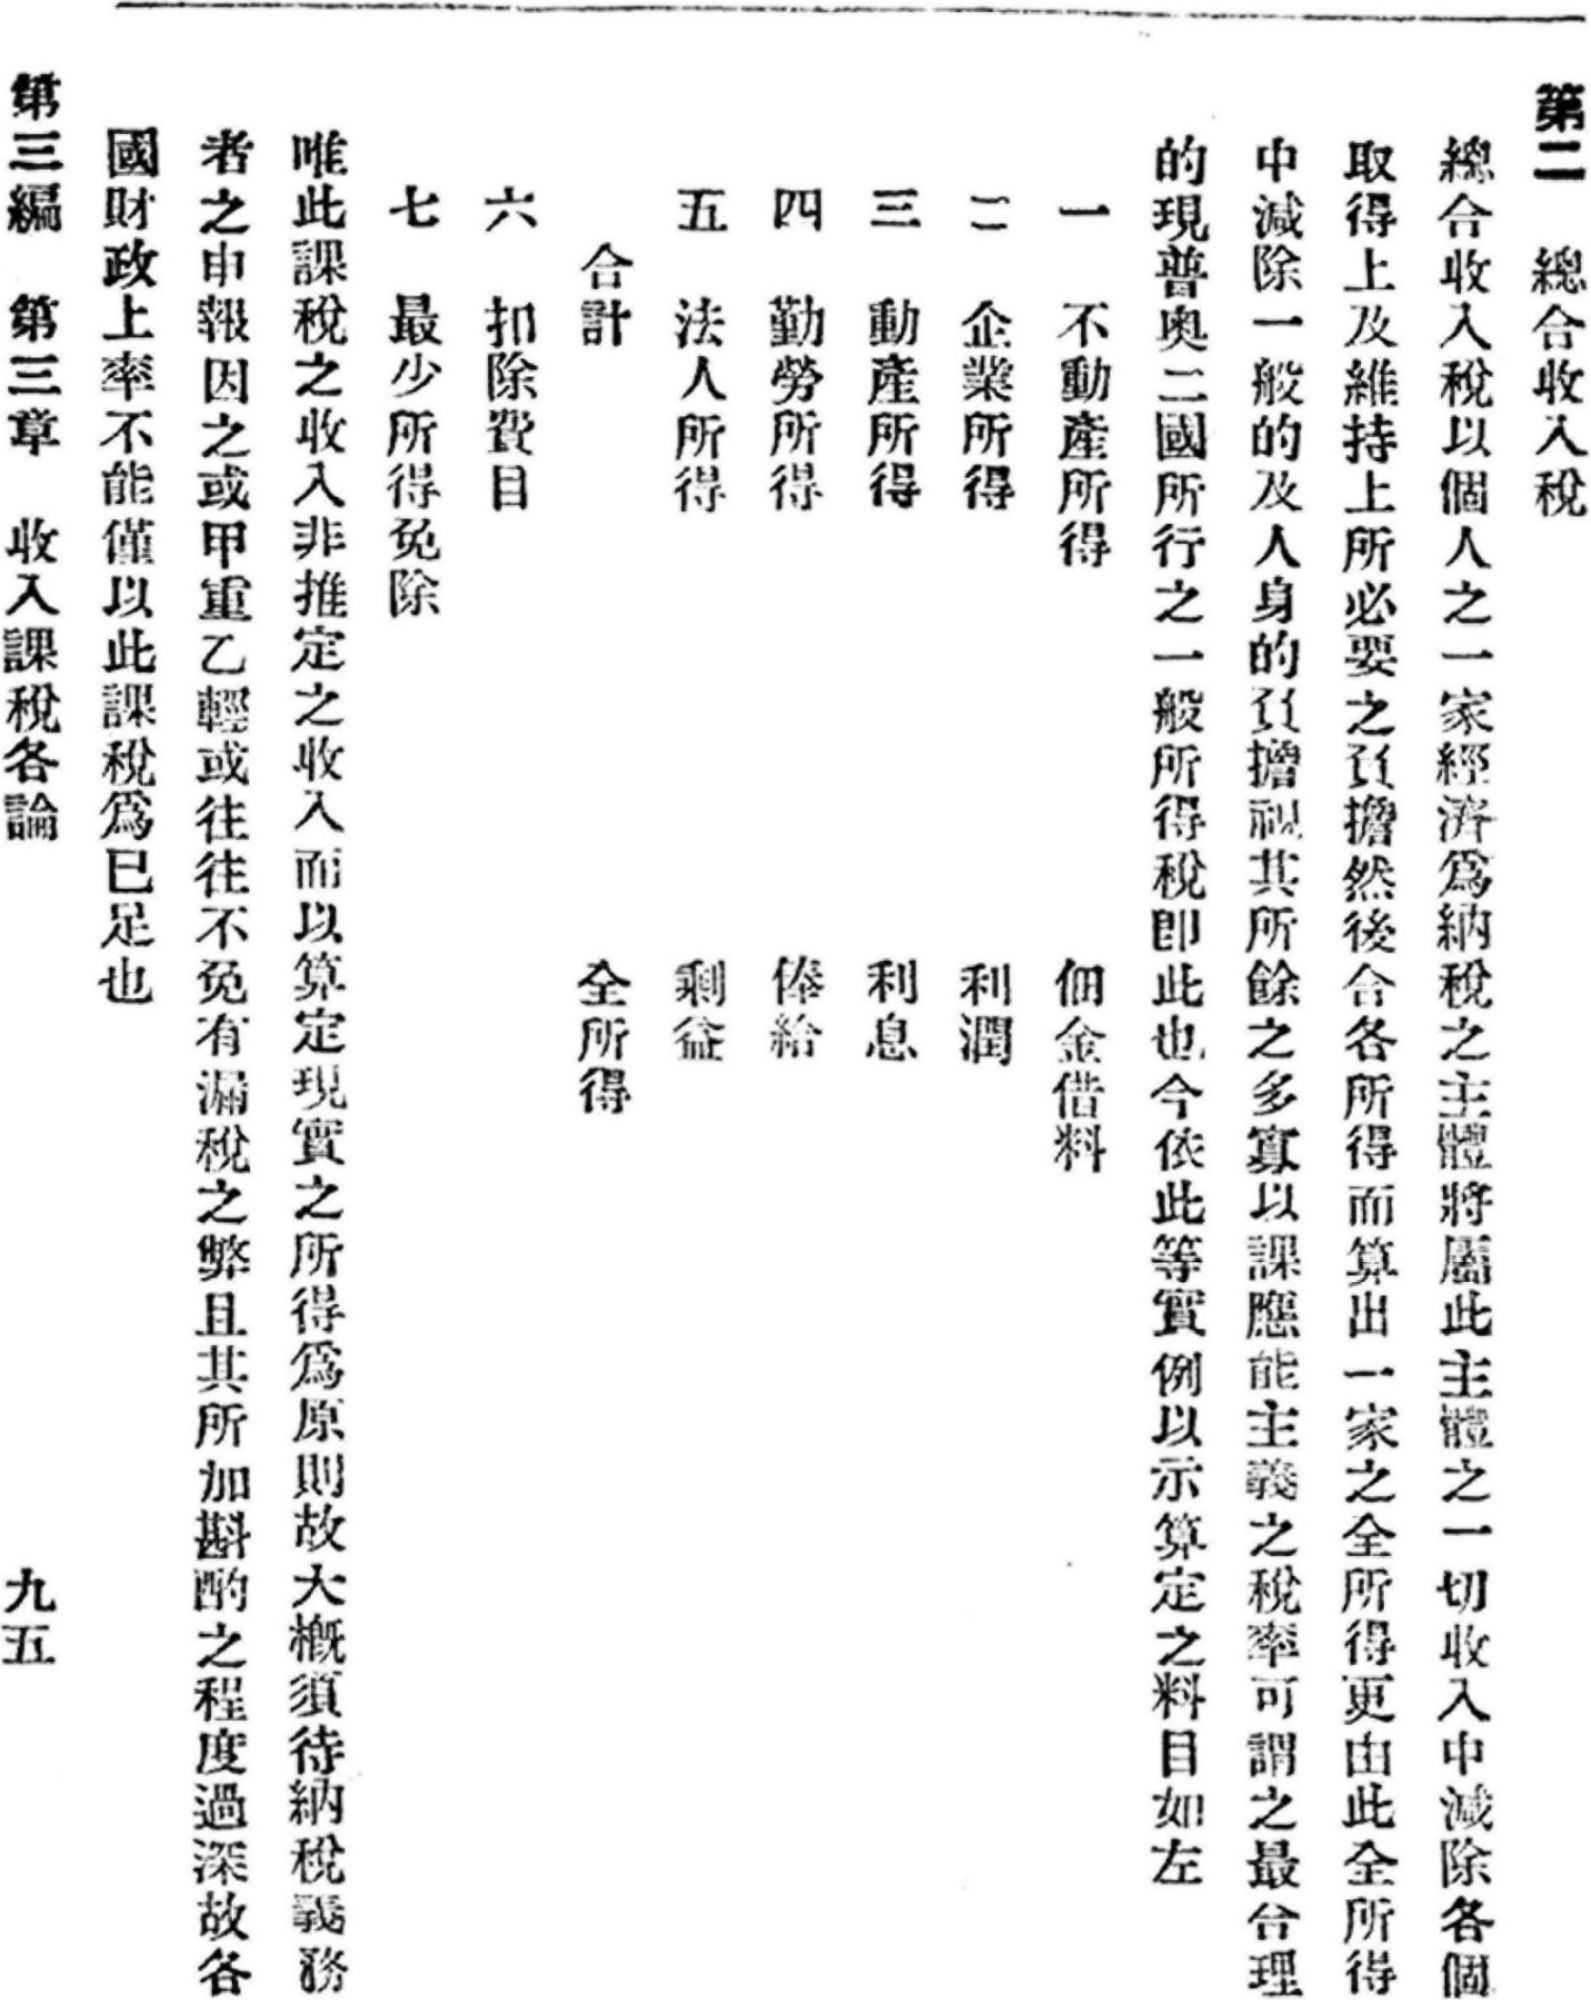 第二　總合收入稅
總合收入稅以個人之一家經濟爲納稅之主體將屬此主體之一切收入中減除各個
取得上及維持上所必要之負擔然後合各所得而算出一家之全所得更由此全所得
中減除一般的及人身的負擔視其所餘之多寡以課應能主義之稅率可謂之最合理
的現普奥二國所行之一般所得稅卽此也今依此等實例以示算定之料目如左
一　不動產所得　佃金借料
二　企業所得　利潤
三　動產所得　利息
四　勤勞所得　俸給
五　法人所得　剩益
合計　全所得
六　扣除費目
七　最少所得免除
唯此課稅之收入非推定之收入而以算定現實之所得爲原則故大槪須待納稅義務
者之申報因之或甲重乙輕或往往不免有漏稅之弊且其所加斟酌之程度過深故各
國財政上率不能僅以此課稅爲已足也
第三編　第三章　收入課稅各論　九五